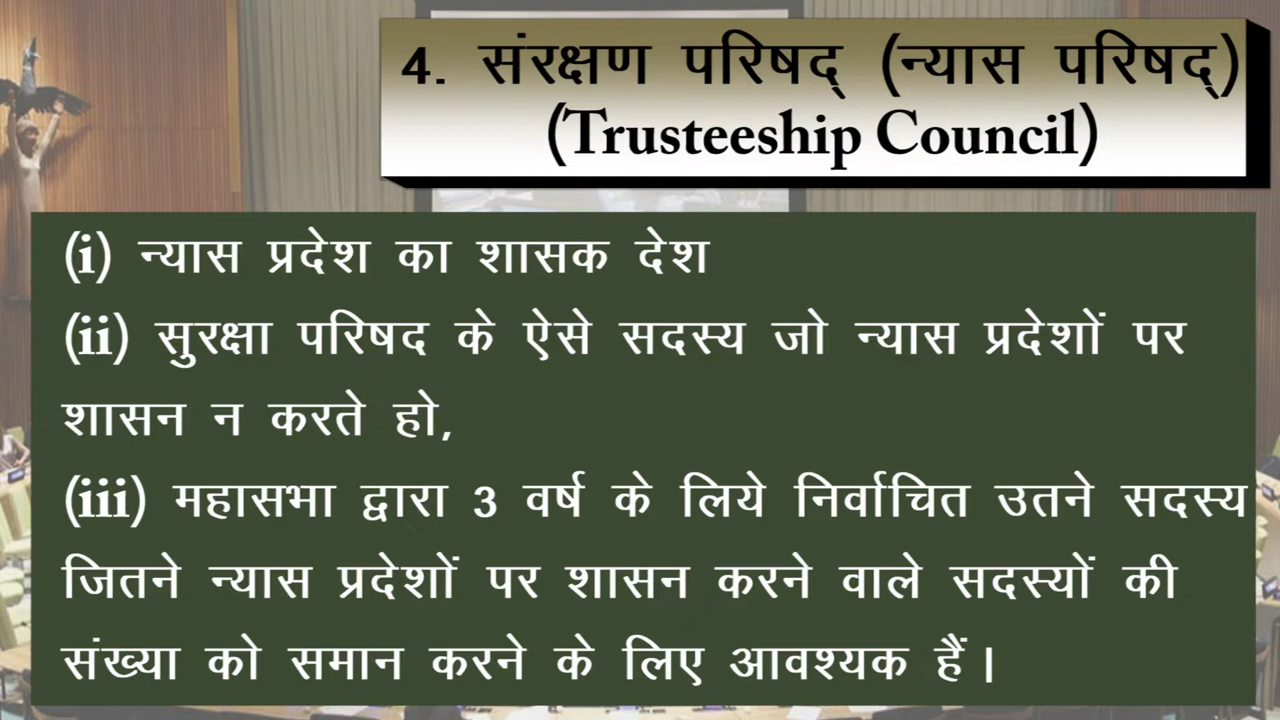 4. संरक्षण परिषद् (न्यास परिषद्)
(Trusteeship Council)
(i) न्यास प्रदेश का शासक देश
(ii) सुरक्षा परिषद के ऐसे सदस्य जो न्यास प्रदेशों पर
शासन न करते हो,
(iii) महासभा द्वारा 3 वर्ष के लिये निर्वाचित उतने सदस्य
जितने न्यास प्रदेशों पर शासन करने वाले सदस्यों की
संख्या को समान करने के लिए आवश्यक हैं।